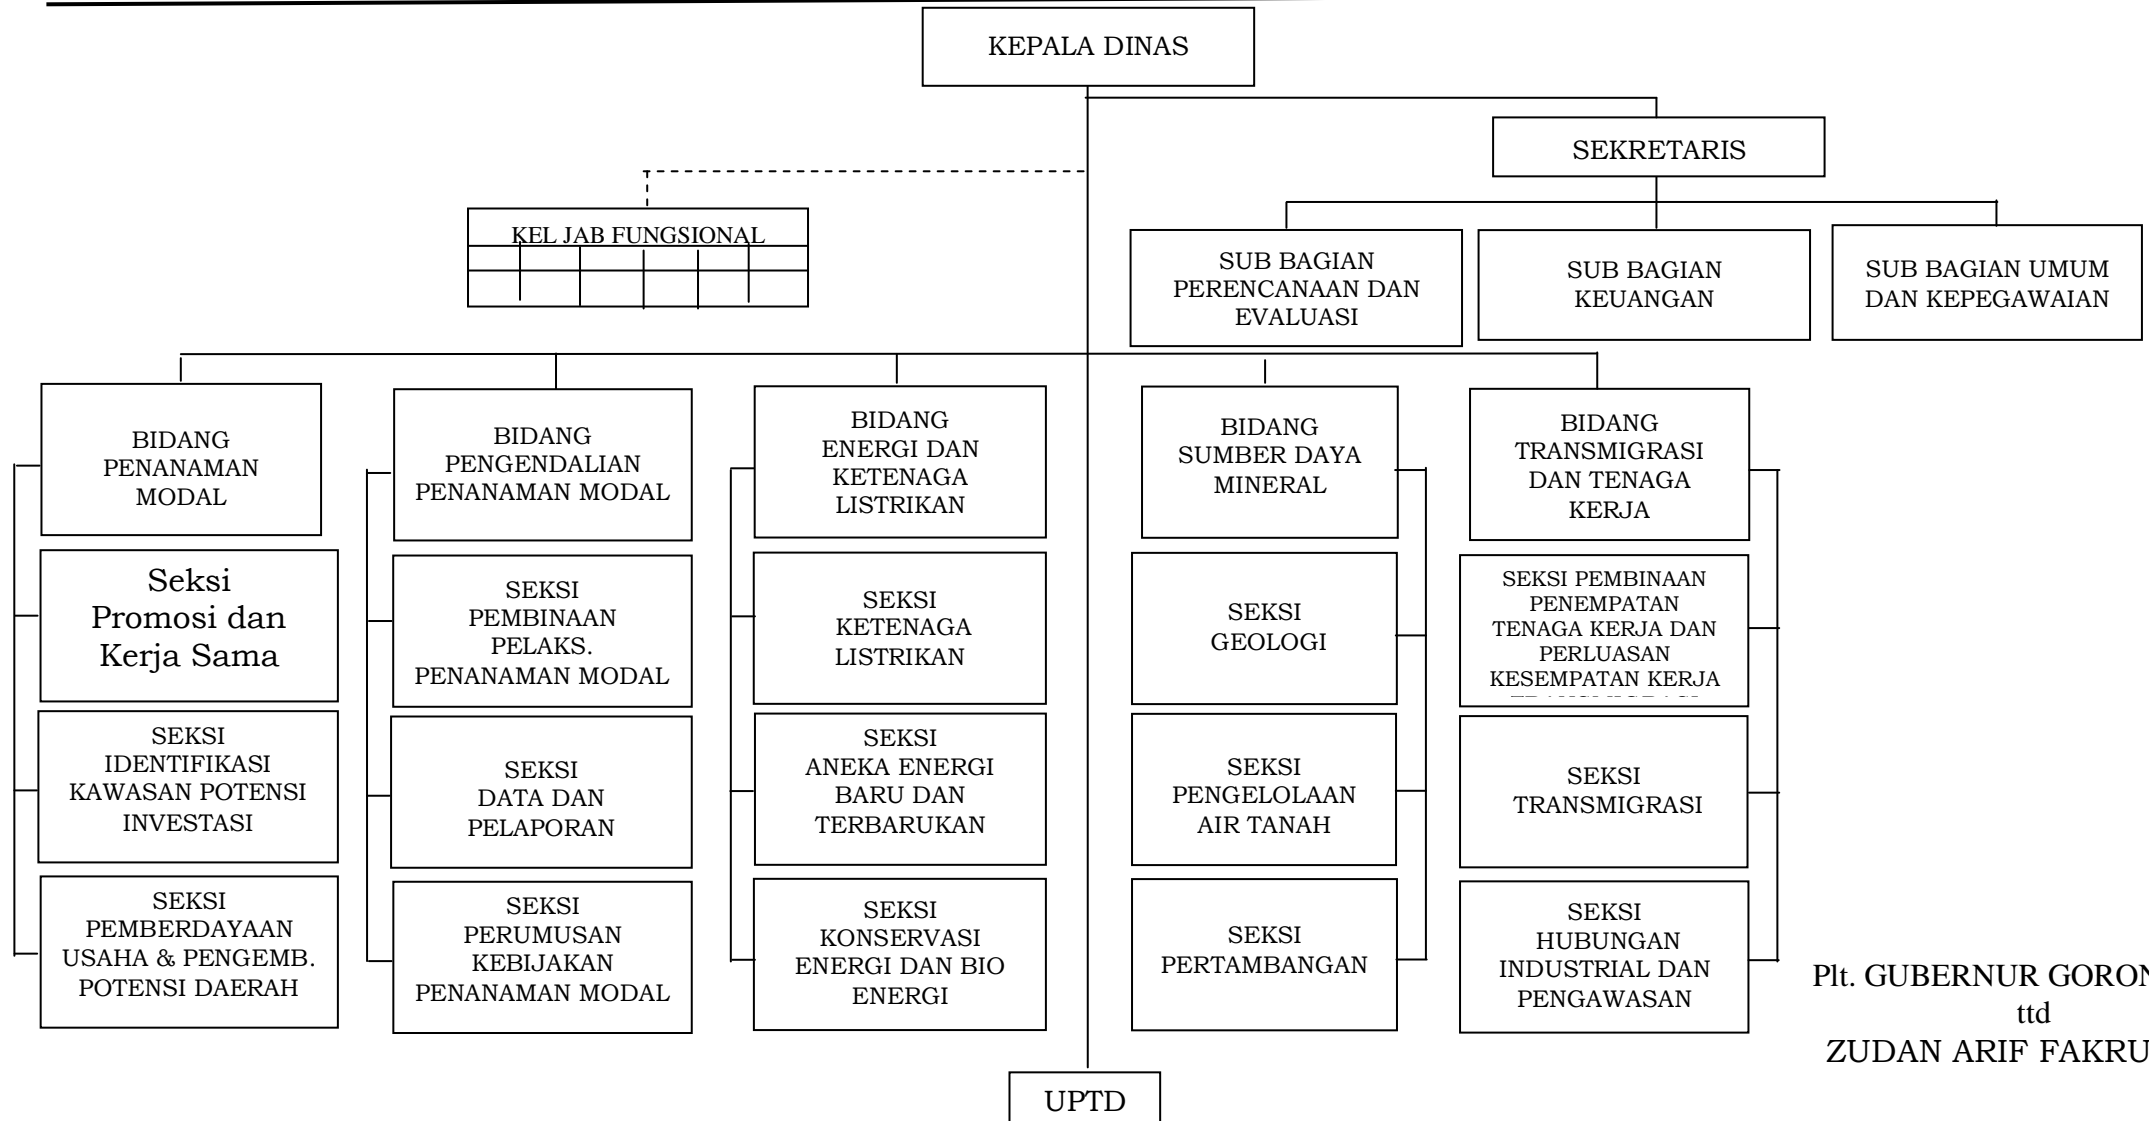 KEPALA DINAS
SEKRETARIS
KEL JAB FUNGSIONAL
SUB BAGIAN
PERENCANAAN DAN
EVALUASI
SUB BAGIAN
KEUANGAN
SUB BAGIAN UMUM
DAN KEPEGAWAIAN
BIDANG
PENANAMAN
MODAL
BIDANG
PENGENDALIAN
PENANAMAN MODAL
BIDANG
ENERGI DAN
KETENAGA
LISTRIKAN
BIDANG
SUMBER DAYA
MINERAL
BIDANG
TRANSMIGRASI
DAN TENAGA
KERJA
Seksi
Promosi dan
Kerja Sama
SEKSI
PEMBINAAN
PELAKS.
PENANAMAN MODAL
SEKSI
KETENAGA
LISTRIKAN
SEKSI
GEOLOGI
SEKSI PEMBINAAN
PENEMPATAN
TENAGA KERJA DAN
PERLUASAN
KESEMPATAN KERJA
SEKSI
IDENTIFIKASI
KAWASAN POTENSI
INVESTASI
SEKSI
DATA DAN
PELAPORAN
SEKSI
ANEKA ENERGI
BARU DAN
TERBARUKAN
SEKSI
PENGELOLAAN
AIR TANAH
SEKSI
TRANSMIGRASI
SEKSI
PEMBERDAYAAN
USAHA & PENGEMB.
POTENSI DAERAH
SEKSI
PERUMUSAN
KEBIJAKAN
PENANAMAN MODAL
SEKSI
KONSERVASI
ENERGI DAN BIO
ENERGI
SEKSI
PERTAMBANGAN
SEKSI
HUBUNGAN
INDUSTRIAL DAN
PENGAWASAN
Plt. GUBERNUR GORON
ttd
ZUDAN ARIF FAKRU
UPTD